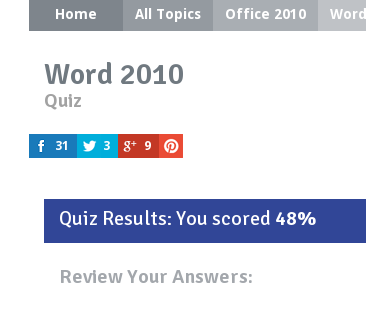 Home All Topics Office 2010 Word
Word 2010
Quiz
31 3 g+ 9
Quiz Results: You scored 48%
Review Your Answers: